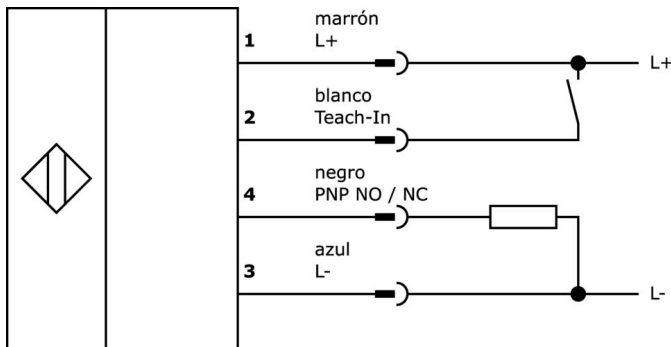 marrón
1 L+
L+
blanco
2 Teach-In
negro
4 PNP NO / NC
azul
3 L-
L-